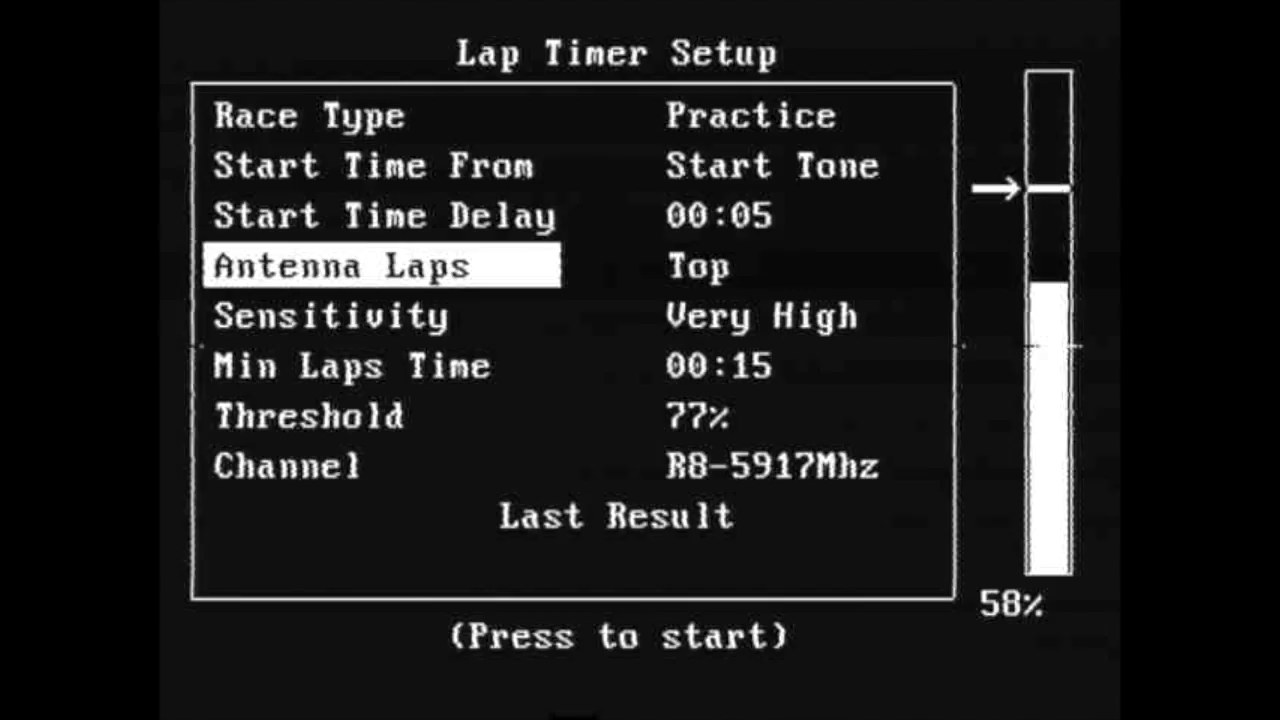 Lap Timer Setup
Race Type Practice
Start Time From Start Tone
Start Time Delay 00:05
Antenna Laps Top
Sensitivity Very High
Min Laps Time 00:15
Threshold 77%
Channel R8-5917Mhz
Last Result
58%
(Press to start)